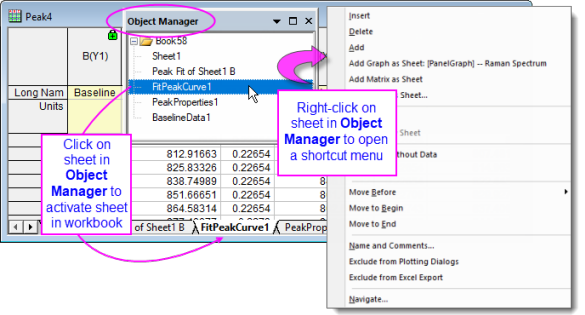 Peak4
Object Manager
Book58
Sheet1
Peak Fit of Sheet1 B
FitPeakCurve1
PeakProperties1
BaselineData1
B(Y1)
Long Nam
Baseline
Units
Click on
sheet in
Object
Manager to
activate sheet
in workbook
Right-click on
sheet in Object
Manager to open
a shortcut menu
812.91663 0.22654
825.83326 0.22654
838.74989 0.22654
851.66651 0.22654
864.58314 0.22654
of Sheet1 B
FitPeakCurve1
PeakProp
Insert
Delete
Add
Add Graph as Sheet: [PanelGraph] -- Raman Spectrum
Add Matrix as Sheet
Sheet...
Sheet
thout Data
Move Before
Move to Begin
Move to End
Name and Comments...
Exclude from Plotting Dialogs
Exclude from Excel Export
Navigate...